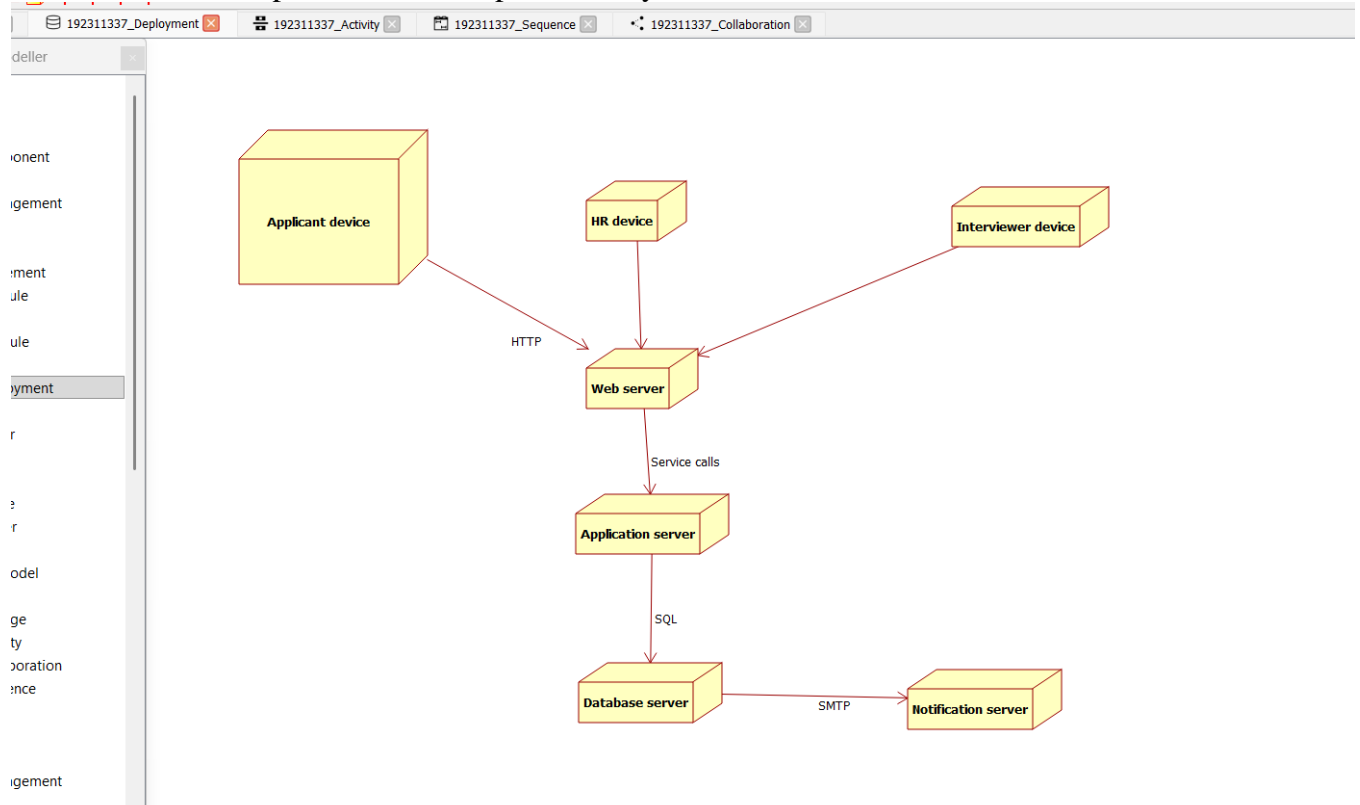 192311337_Deployment
192311337_Activity
192311337_Sequence
192311337_Collaboration
deller
onent
gement
ement
ule
ule
oyment
r
e
r
odel
ge
ty
boration
ence
gement
Applicant device
HR device
Interviewer device
HTTP
Web server
Service calls
Application server
SQL
Database server
SMTP
Notification server